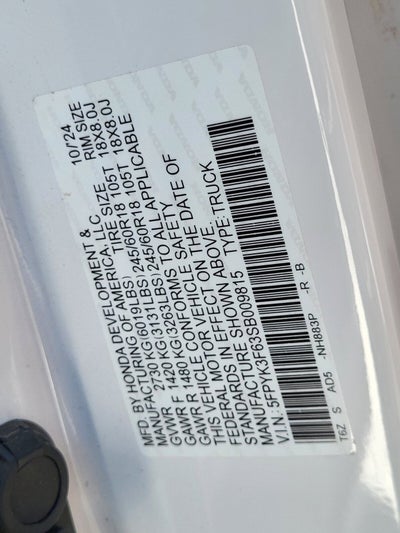 MFD. BY HONDA DEVELOPMENT & 10/24
MANUFACTURING OF AMERICA, LLC. TIRE SIZE RIM SIZE
GVWR 2730 KG(6019LBS)
GAWR F 1420 KG(3131LBS) 245/60R18 105T 18X8.0J
GAWR R 1480 KG(3263LBS) 245/60R18 105T 18X8.0J
THIS VEHICLE CONFORMS TO ALL APPLICABLE
FEDERAL MOTOR VEHICLE SAFETY
STANDARDS IN EFFECT ON THE DATE OF
MANUFACTURE SHOWN ABOVE.
V.I.N.: 5FPYK3F63SB009815 TYPE: TRUCK
T6Z S AD5 -NH883P -R -B